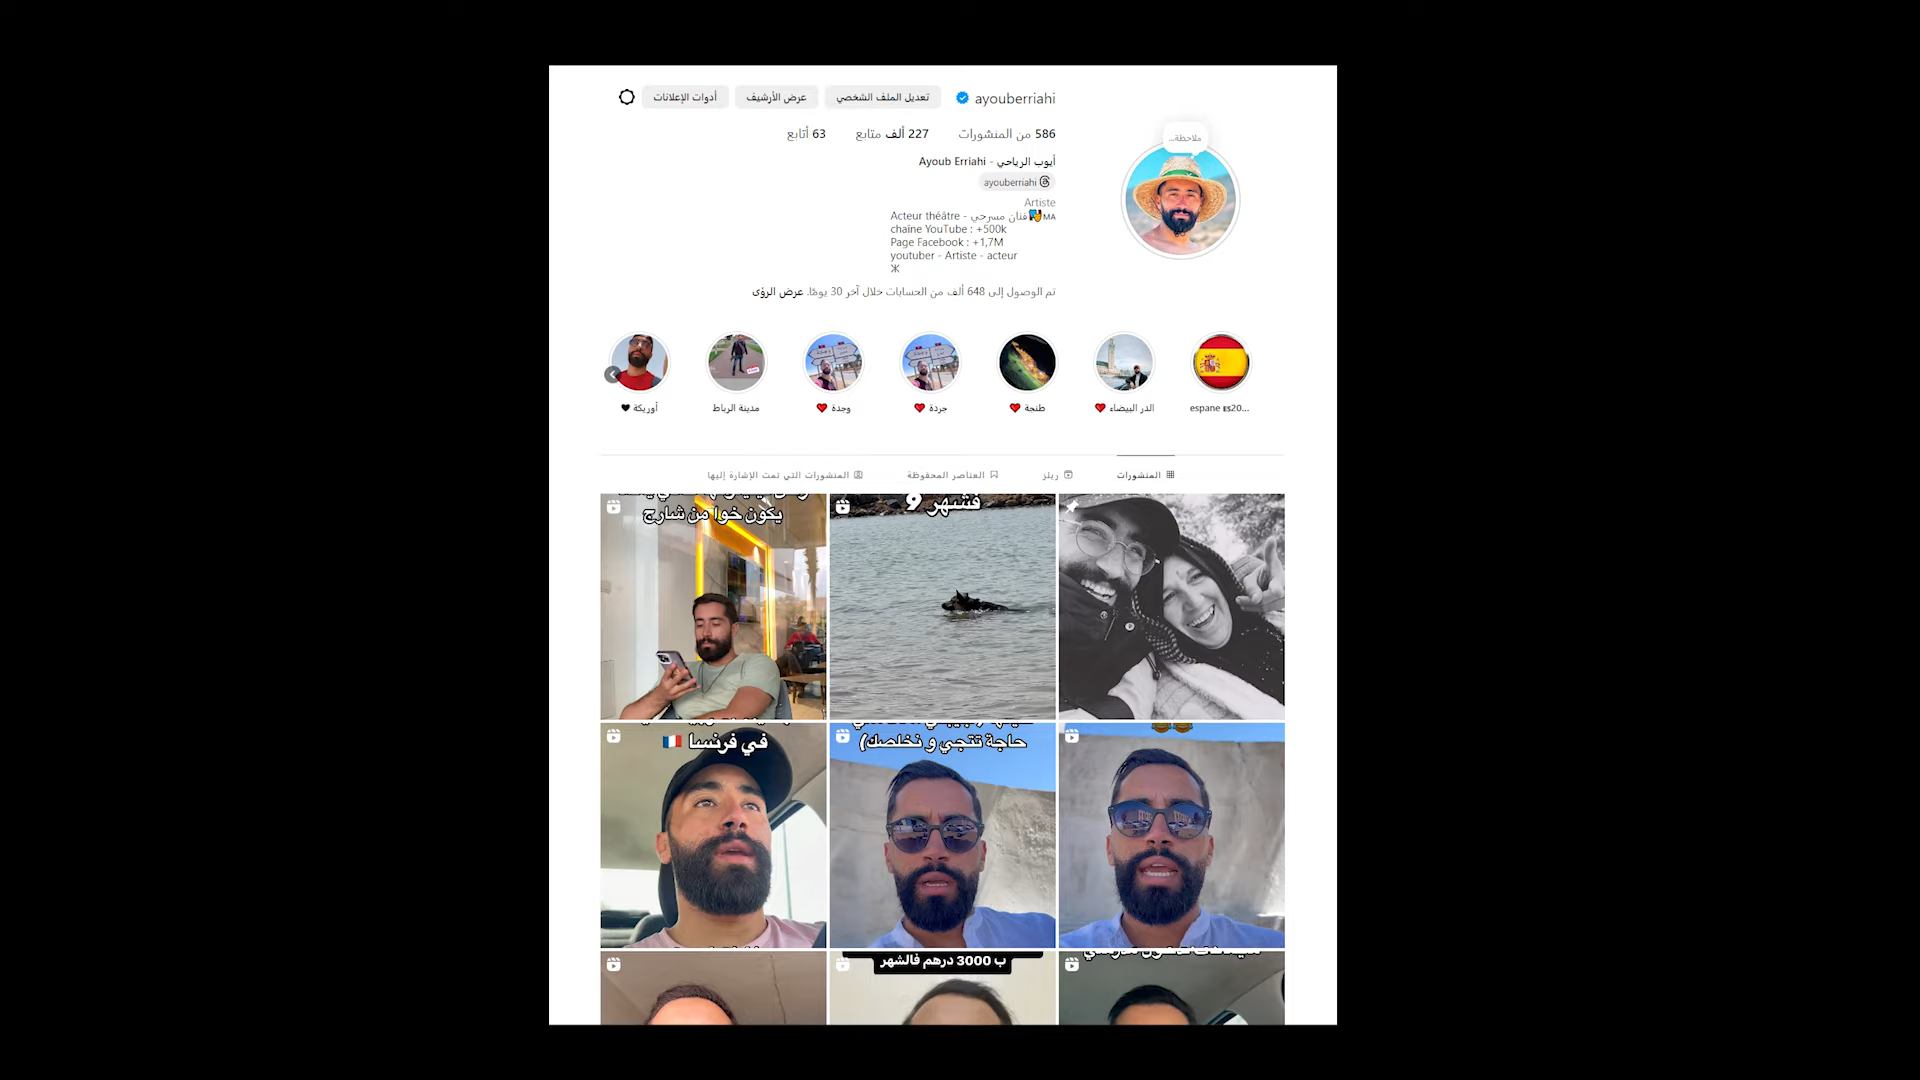 ayouberriahi
تعديل الملف الشخصي
عرض الأرشيف
أدوات الإعلانات
586 من المنشورات
227 ألف متابع
63 أتابع
ملاحظة...
أيوب الرياحي - Ayoub Erriahi
ayouberriahi
Artiste
🇲🇦🎭فنان مسرحي - Acteur théâtre
chaîne YouTube : +500k
Page Facebook : +1,7M
youtuber - Artiste - acteur
Ж
تم الوصول إلى 648 ألف من الحسابات خلال آخر 30 يومًا. عرض الرؤى
espane 🇪🇸20...
الدر البيضاء ❤️
طنجة ❤️
جردة ❤️
وجدة ❤️
مدينة الرباط
أوريكة 🖤
المنشورات
ريلز
العناصر المحفوظة
المنشورات التي تمت الإشارة إليها
فشهر 9
يكون خوا من شارج
حاجة تتجي و نخلصك)
في فرنسا 🇫🇷
ب 3000 درهم فالشهر